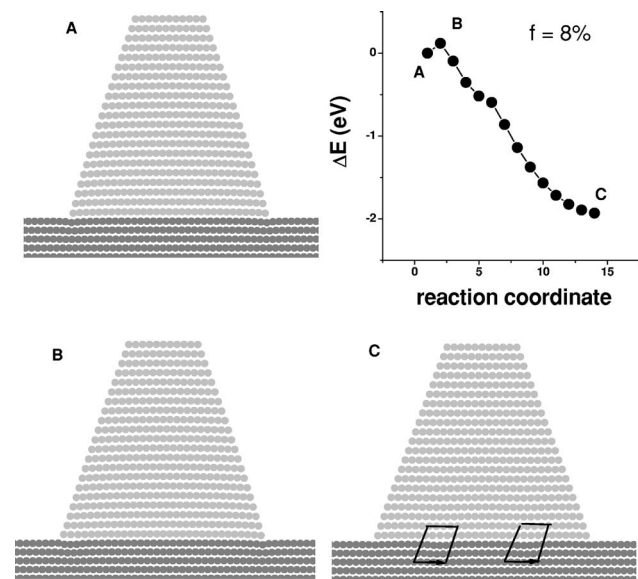 A
B
f = 8%
0
A
ΔE (eV)
-1
C
-2
0
5
10
15
reaction coordinate
B
C